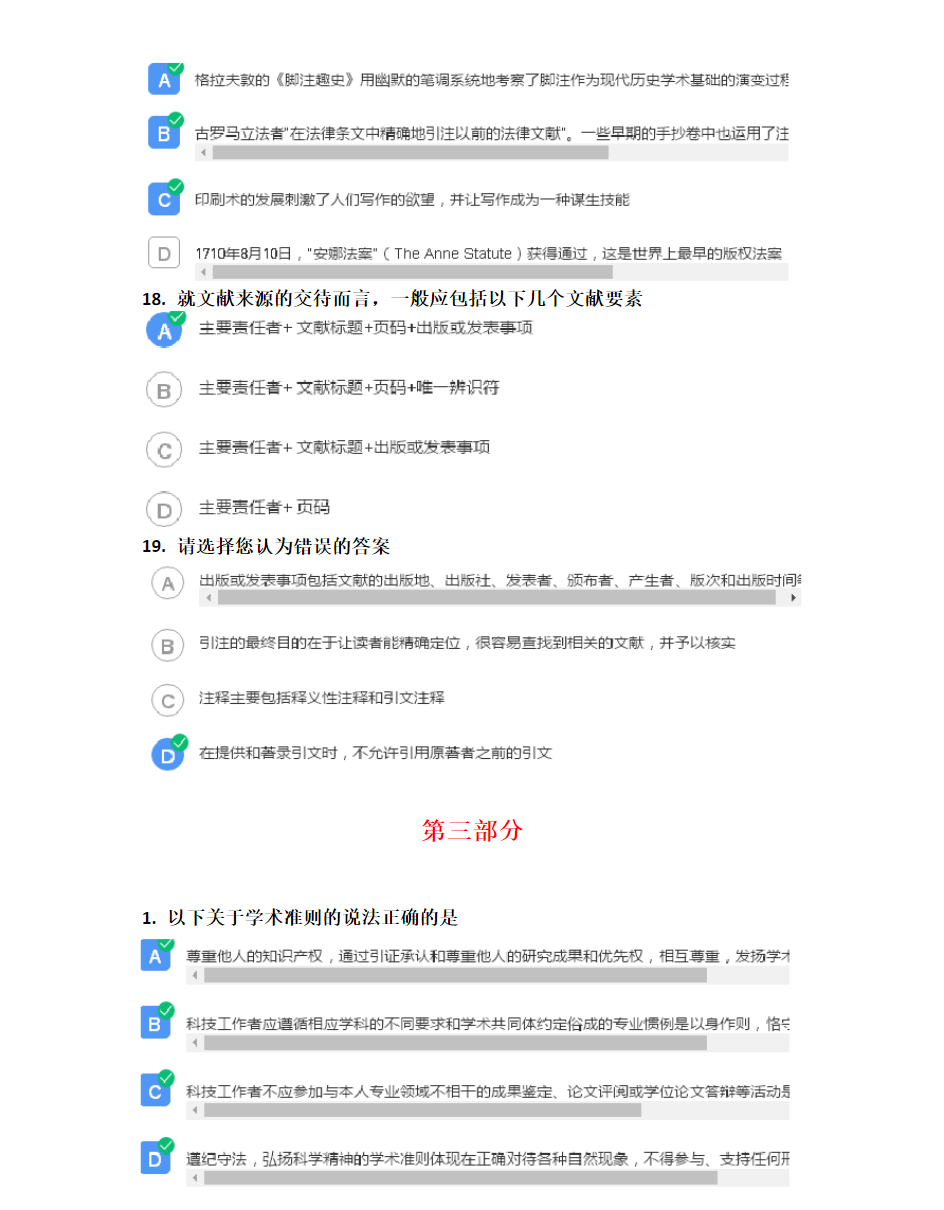 A 格拉夫敦的《脚注趣史》用幽默的笔调系统地考察了脚注作为现代历史学术基础的演变过程
B 古罗马立法者"在法律条文中精确地引注以前的法律文献"。一些早期的手抄卷中也运用了注
C 印刷术的发展刺激了人们写作的欲望，并让写作成为一种谋生技能
D 1710年8月10日，"安娜法案"（The Anne Statute）获得通过，这是世界上最早的版权法案
18. 就文献来源的交待而言，一般应包括以下几个文献要素
A 主要责任者+ 文献标题+页码+出版或发表事项
B 主要责任者+ 文献标题+页码+唯一辨识符
C 主要责任者+ 文献标题+出版或发表事项
D 主要责任者+ 页码
19. 请选择您认为错误的答案
A 出版或发表事项包括文献的出版地、出版社、发表者、颁布者、产生者、版次和出版时间等
B 引注的最终目的在于让读者能精确定位，很容易查找到相关的文献，并予以核实
C 注释主要包括释义性注释和引文注释
D 在提供和著录引文时，不允许引用原著者之前的引文
第三部分
1. 以下关于学术准则的说法正确的是
A 尊重他人的知识产权，通过引证承认和尊重他人的研究成果和优先权，相互尊重，发扬学术
B 科技工作者应遵循相应学科的不同要求和学术共同体约定俗成的专业惯例是以身作则，恪守
C 科技工作者不应参加与本人专业领域不相干的成果鉴定、论文评阅或学位论文答辩等活动是
D 遵纪守法，弘扬科学精神的学术准则体现在正确对待各种自然现象，不得参与、支持任何形